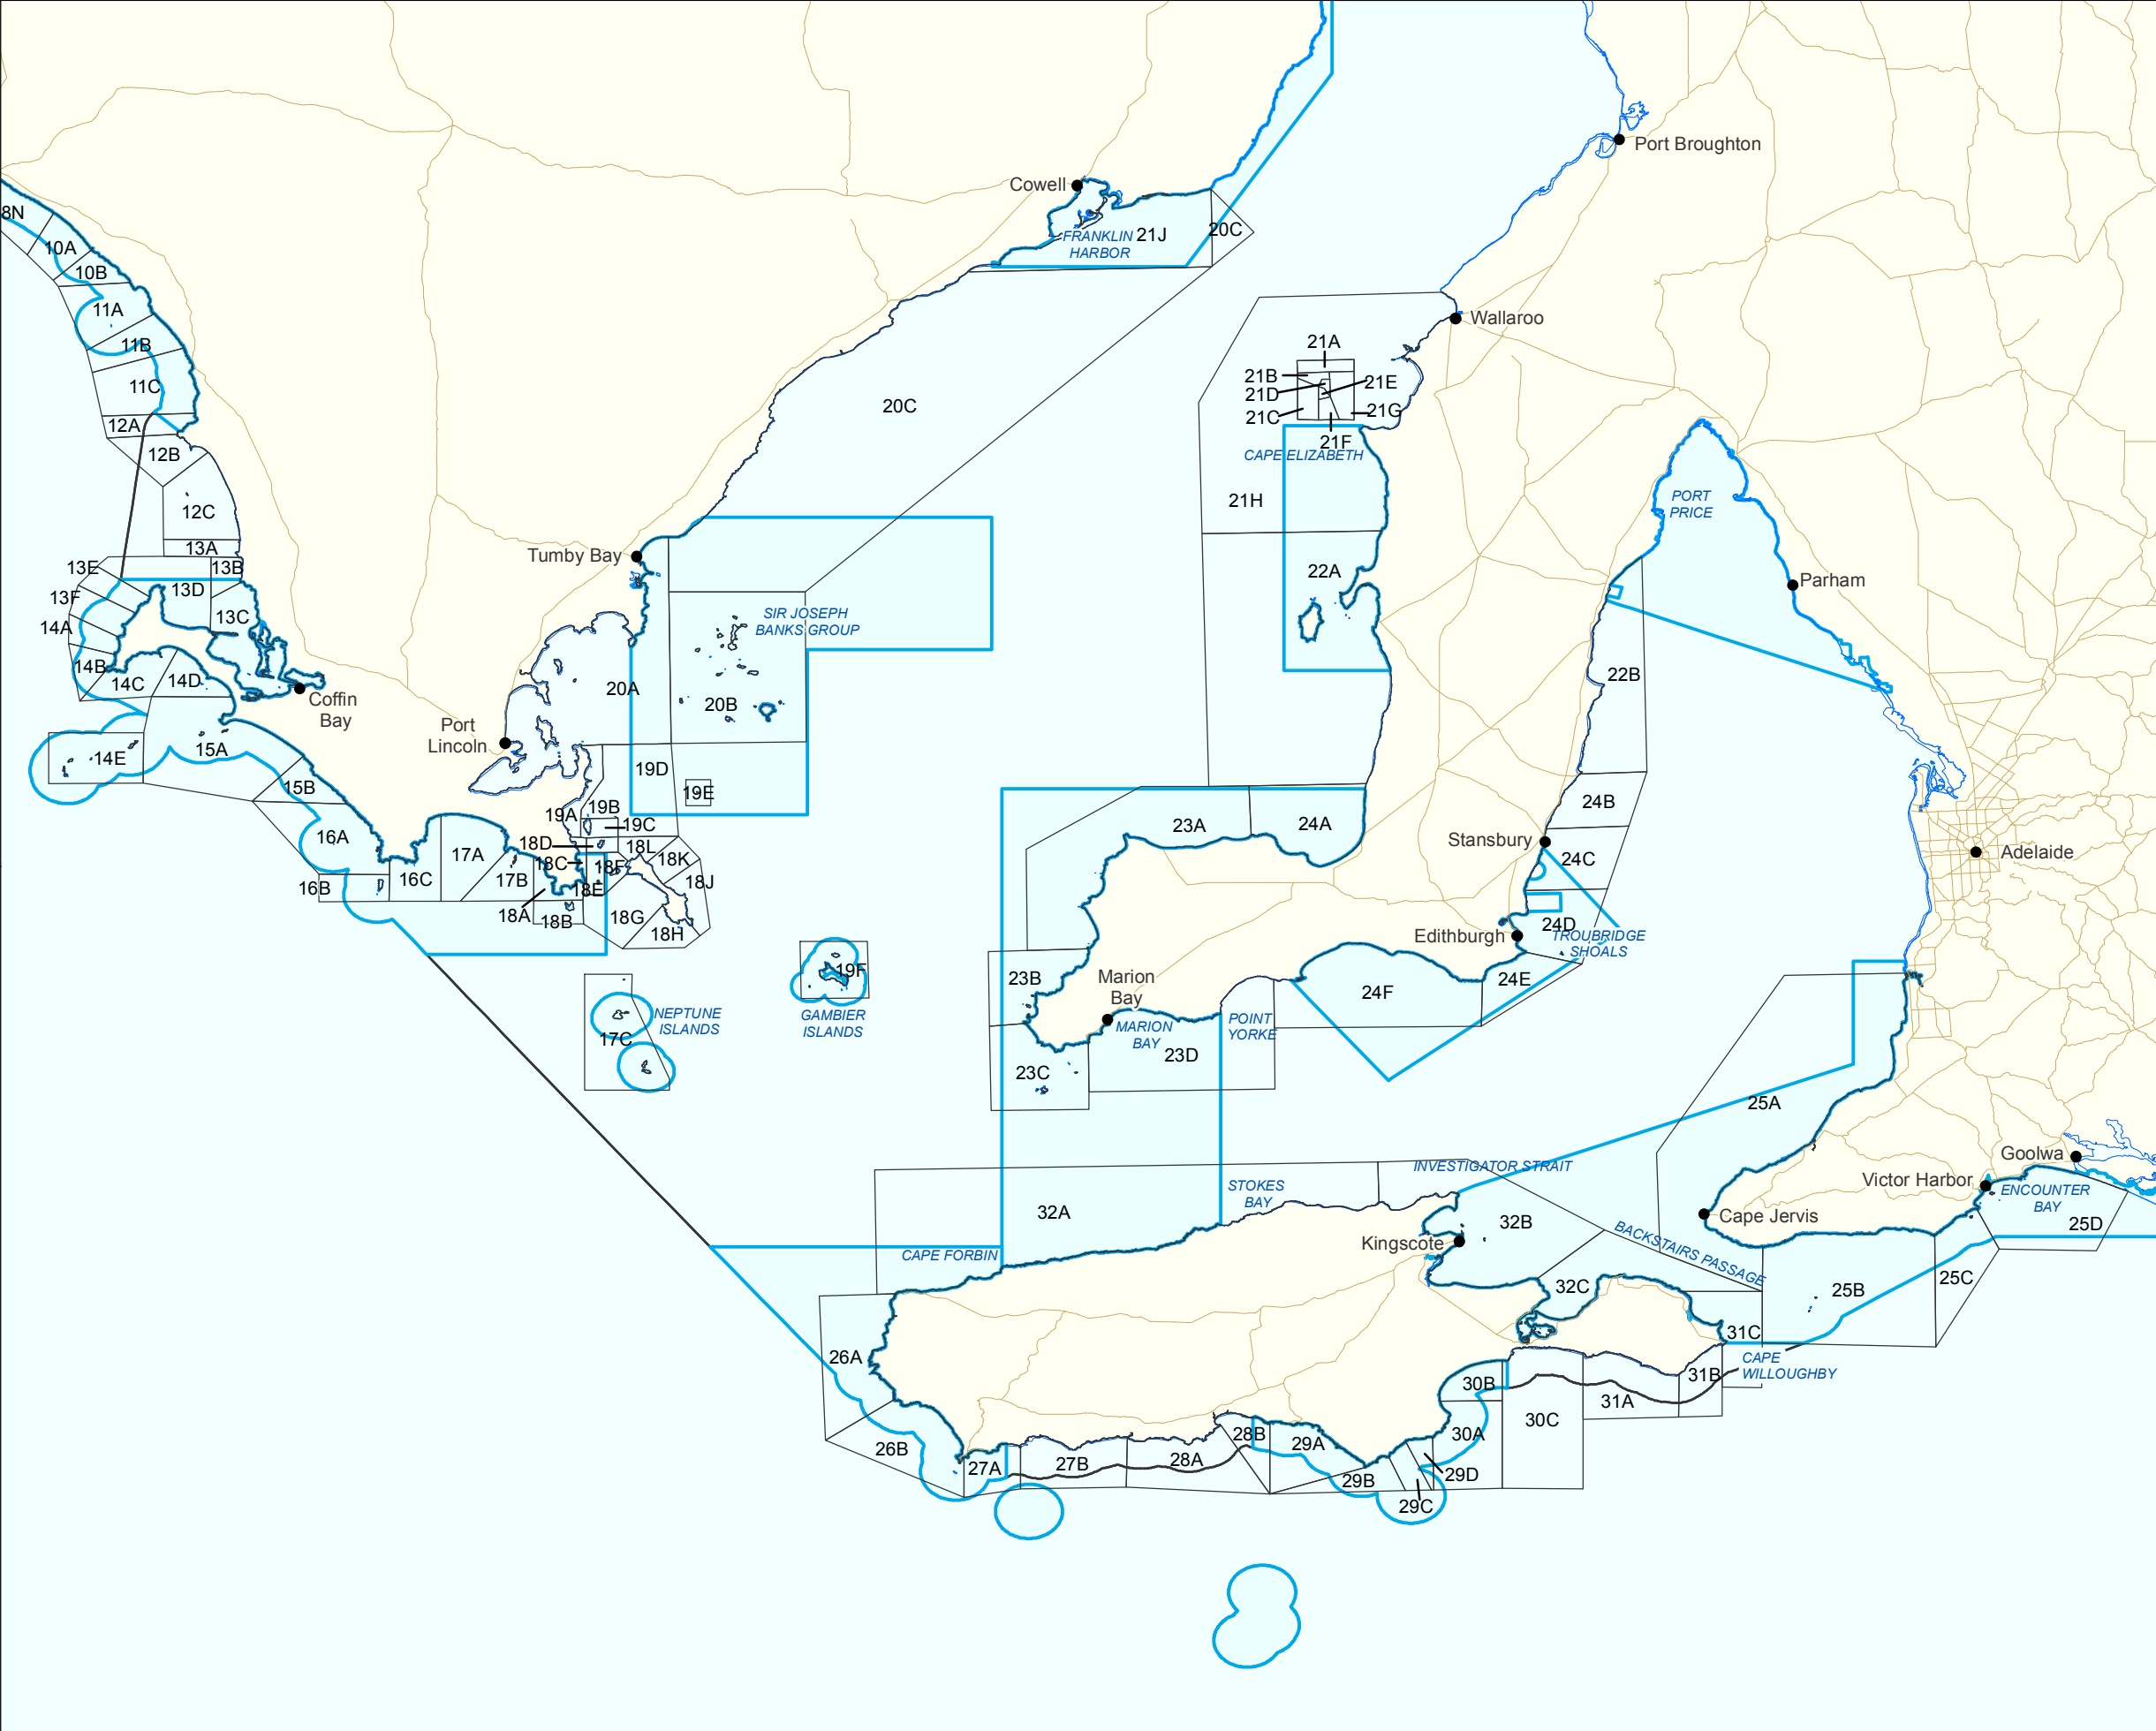 Port Broughton
Cowell
8N
FRANKLIN
HARBOR
21J
20C
10A
10B
11A
11B
11C
12A
12B
12C
Wallaroo
21A
21B
21D
21C
21E
21G
21F
CAPE ELIZABETH
21H
20C
PORT
PRICE
13A
13B
13E
13D
13F
13C
14A
14B
14C
14D
14E
Tumby Bay
Parham
22A
22B
SIR JOSEPH
BANKS GROUP
20A
20B
Coffin
Bay
Port
Lincoln
15A
15B
16A
16B
16C
17A
17B
19D
19E
19A
19B
19C
18D
18C
18L
18F
18K
18E
18J
18A
18B
18G
18H
23A
24A
24B
Stansbury
24C
Adelaide
24D
Edithburgh
TROUBRIDGE
SHOALS
24E
24F
19F
GAMBIER
ISLANDS
NEPTUNE
ISLANDS
17C
23B
Marion
Bay
MARION
BAY
POINT
YORKE
23D
23C
25A
INVESTIGATOR STRAIT
STOKES
BAY
32A
32B
CAPE FORBIN
Kingscote
Goolwa
Victor Harbor
ENCOUNTER
BAY
25D
Cape Jervis
BACKSTAIRS PASSAGE
32C
25B
25C
31C
CAPE
WILLOUGHBY
26A
26B
27A
27B
28A
28B
29A
29B
29C
29D
30A
30B
30C
31A
31B